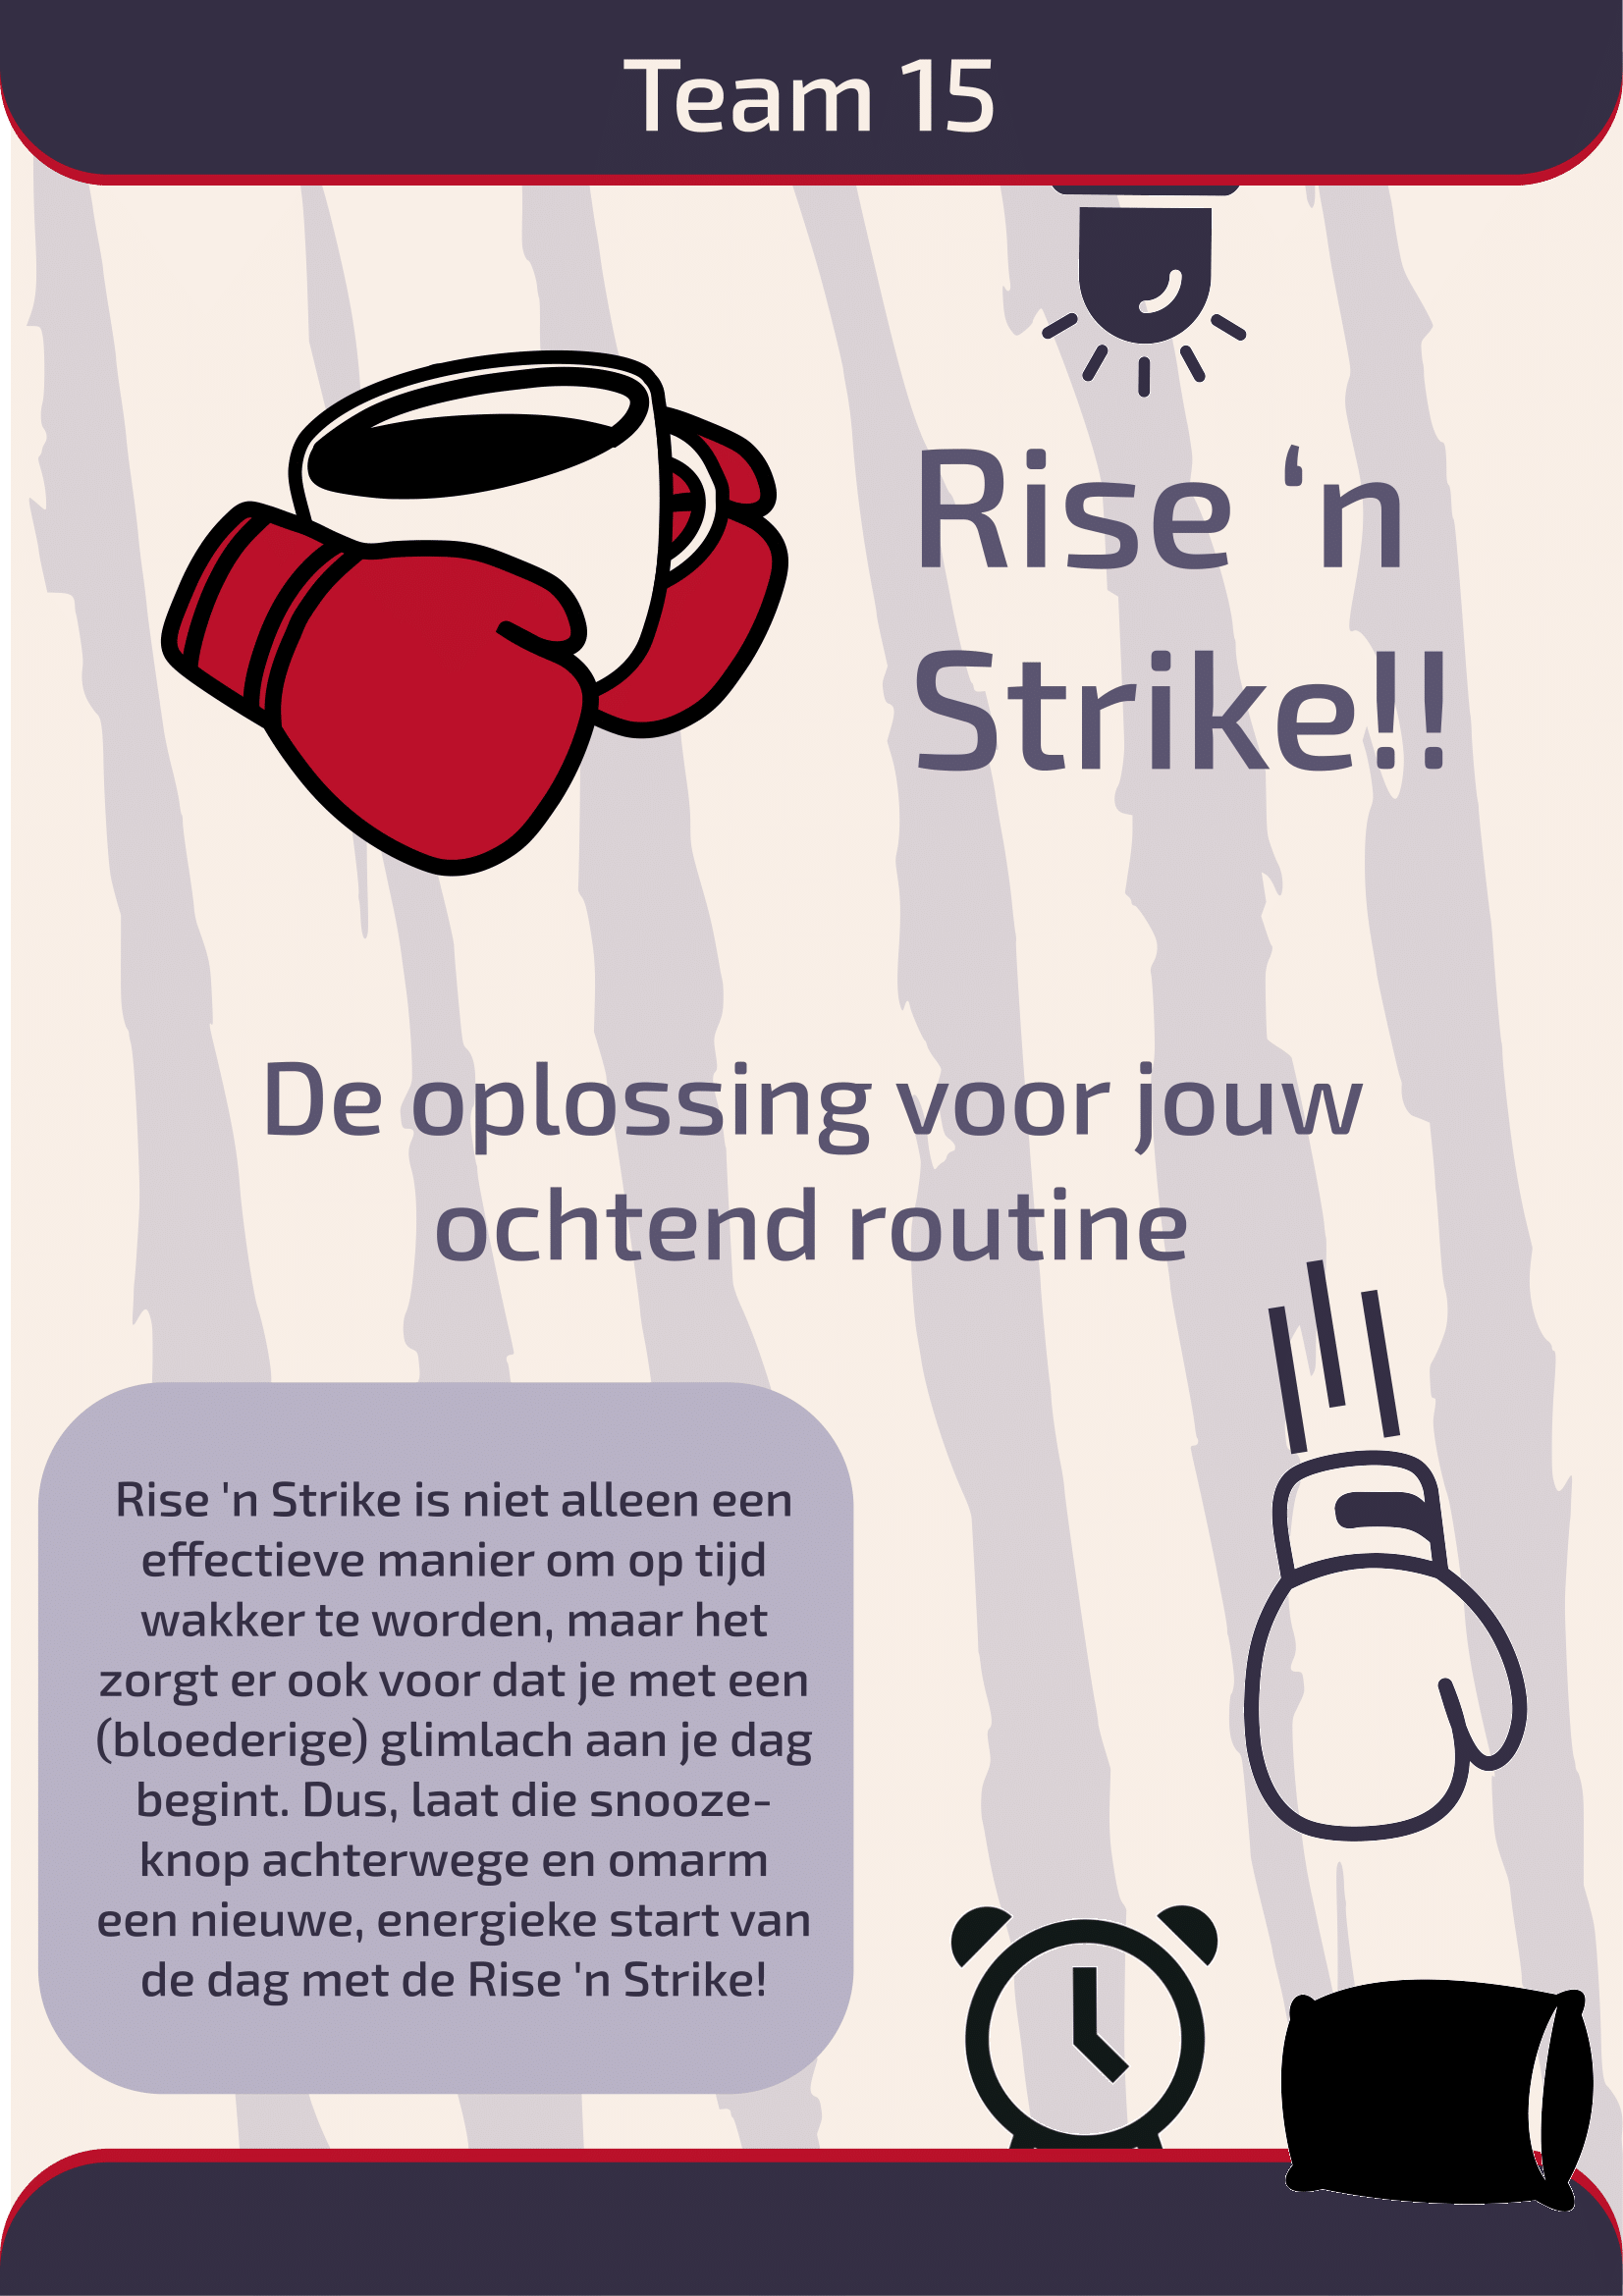 Team 15
Rise ‘n
Strike!!
De oplossing voor jouw
ochtend routine
Rise 'n Strike is niet alleen een
effectieve manier om op tijd
wakker te worden, maar het
zorgt er ook voor dat je met een
(bloederige) glimlach aan je dag
begint. Dus, laat die snooze-
knop achterwege en omarm
een nieuwe, energieke start van
de dag met de Rise 'n Strike!